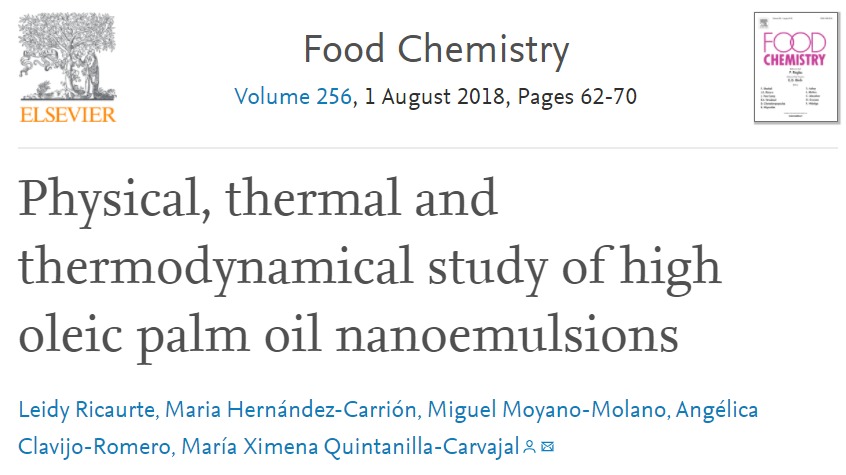 ELSEVIER
Food Chemistry
Volume 256, 1 August 2018, Pages 62-70
FOOD
CHEMISTRY
Physical, thermal and
thermodynamical study of high
oleic palm oil nanoemulsions
Leidy Ricaurte, Maria Hernández-Carrión, Miguel Moyano-Molano, Angélica
Clavijo-Romero, María Ximena Quintanilla-Carvajal